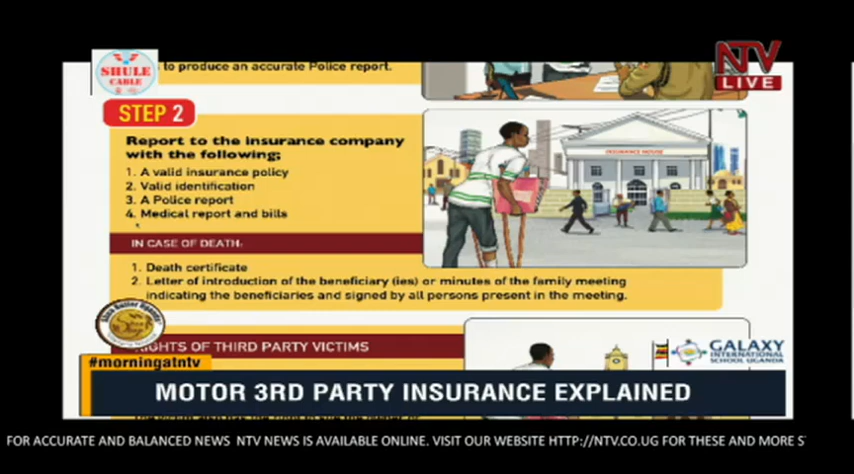 SHULE
CABLE
s to produce an accurate Police report.
NTV
LIVE
STEP 2
Report to the insurance company
with the following;
1. A valid insurance policy
2. Valid identification
3. A Police report
4. Medical report and bills
INSURANCE HOUSE
IN CASE OF DEATH:
1. Death certificate
2. Letter of introduction of the beneficiary (ies) or minutes of the family meeting
indicating the beneficiaries and signed by all persons present in the meeting.
RIGHTS OF THIRD PARTY VICTIMS
GALAXY
INTERNATIONAL
SCHOOL UGANDA
#morningatntv
MOTOR 3RD PARTY INSURANCE EXPLAINED
FOR ACCURATE AND BALANCED NEWS NTV NEWS IS AVAILABLE ONLINE. VISIT OUR WEBSITE HTTP://NTV.CO.UG FOR THESE AND MORE